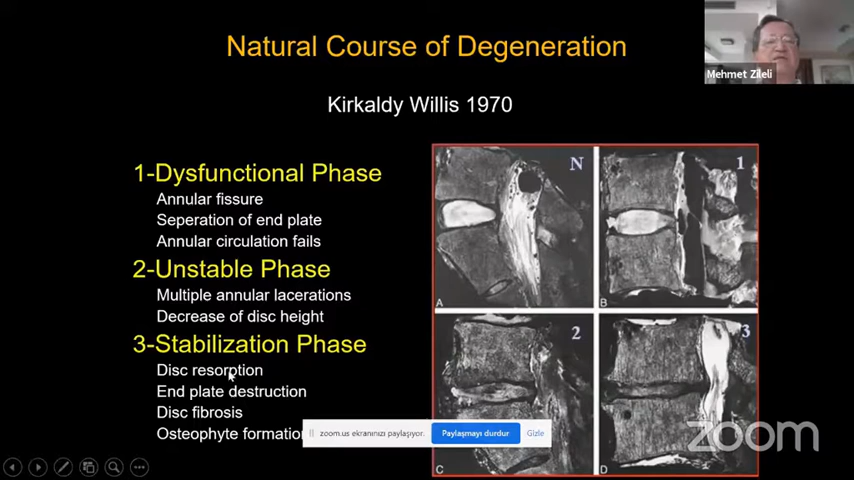 Natural Course of Degeneration
Mehmet Zileli
Kirkaldy Willis 1970
1-Dysfunctional Phase
Annular fissure
Seperation of end plate
Annular circulation fails
2-Unstable Phase
Multiple annular lacerations
Decrease of disc height
3-Stabilization Phase
Disc resorption
End plate destruction
Disc fibrosis
Osteophyte formation
N
1
A
B
2
3
C
D
zoom.us ekranınızı paylaşıyor.
Paylaşmayı durdur
Gizle
zoom